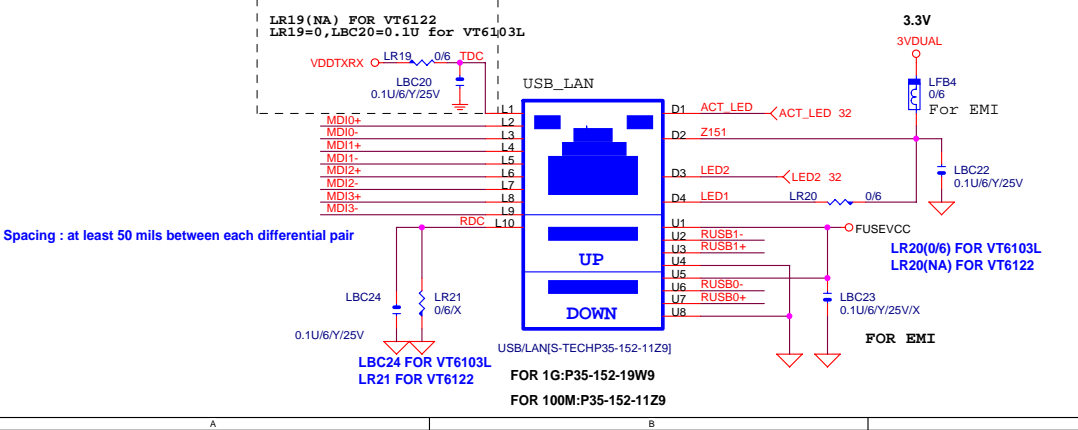 LR19(NA) FOR VT6122
LR19=0,LBC20=0.1U for VT6103L
VDDTXRX
LR19
0/6
TDC
LBC20
0.1U/6/Y/25V
USB_LAN
3.3V
3VDUAL
LFB4
0/6
For EMI
L1
MDI0+
L2
MDI0-
L3
MDI1+
L4
MDI1-
L5
MDI2+
L6
MDI2-
L7
MDI3+
L8
MDI3-
L9
RDC
L10
D1
ACT_LED
ACT_LED 32
D2
Z151
D3
LED2
LED2 32
D4
LED1
LR20
0/6
LBC22
0.1U/6/Y/25V
Spacing : at least 50 mils between each differential pair
UP
DOWN
U1
U2
RUSB1-
U3
RUSB1+
U4
U5
U6
RUSB0-
U7
RUSB0+
U8
FUSEVCC
LR20(0/6) FOR VT6103L
LR20(NA) FOR VT6122
LBC23
0.1U/6/Y/25V/X
FOR EMI
LBC24
0.1U/6/Y/25V
LR21
0/6/X
LBC24 FOR VT6103L
LR21 FOR VT6122
USB/LAN[S-TECHP35-152-11Z9]
FOR 1G:P35-152-19W9
FOR 100M:P35-152-11Z9
A
B